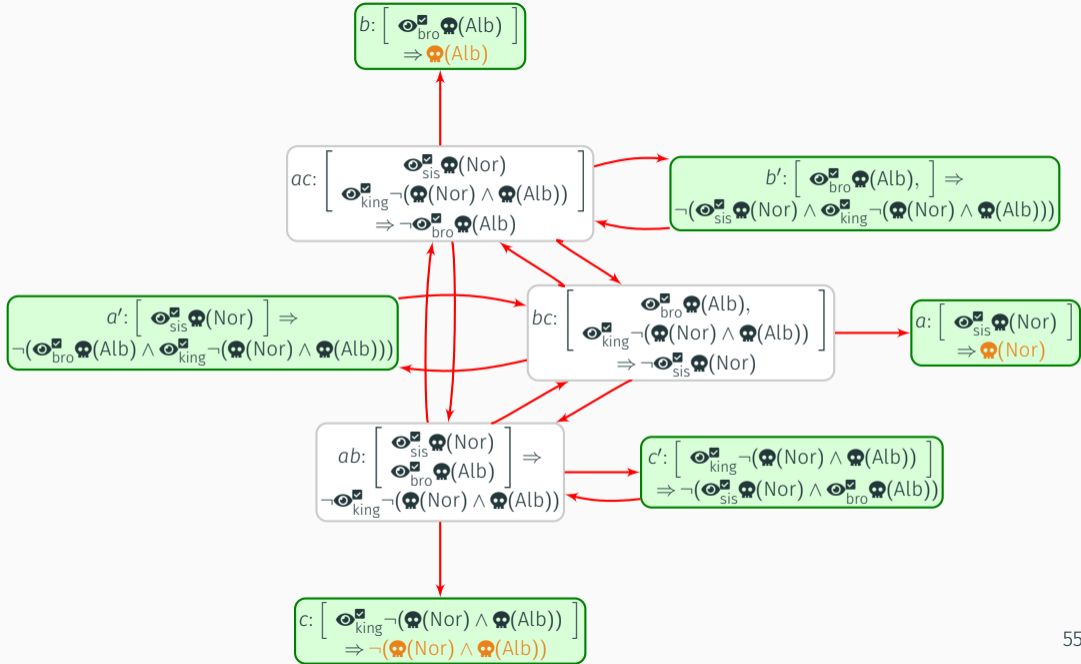 b: [ 👁☑bro💀(Alb) ]
⇒ 💀(Alb)
ac: [ 👁☑sis💀(Nor)
👁☑king¬(💀(Nor) ∧ 💀(Alb)) ]
⇒ ¬👁☑bro💀(Alb)
b′: [ 👁☑bro💀(Alb), ] ⇒
¬(👁☑sis💀(Nor) ∧ 👁☑king¬(💀(Nor) ∧ 💀(Alb)))
a′: [ 👁☑sis💀(Nor) ] ⇒
¬(👁☑bro💀(Alb) ∧ 👁☑king¬(💀(Nor) ∧ 💀(Alb)))
bc: [ 👁☑bro💀(Alb),
👁☑king¬(💀(Nor) ∧ 💀(Alb)) ]
⇒ ¬👁☑sis💀(Nor)
a: [ 👁☑sis💀(Nor) ]
⇒ 💀(Nor)
ab: [ 👁☑sis💀(Nor)
👁☑bro💀(Alb) ] ⇒
¬👁☑king¬(💀(Nor) ∧ 💀(Alb))
c′: [ 👁☑king¬(💀(Nor) ∧ 💀(Alb)) ]
⇒ ¬(👁☑sis💀(Nor) ∧ 👁☑bro💀(Alb))
c: [ 👁☑king¬(💀(Nor) ∧ 💀(Alb)) ]
⇒ ¬(💀(Nor) ∧ 💀(Alb))
55